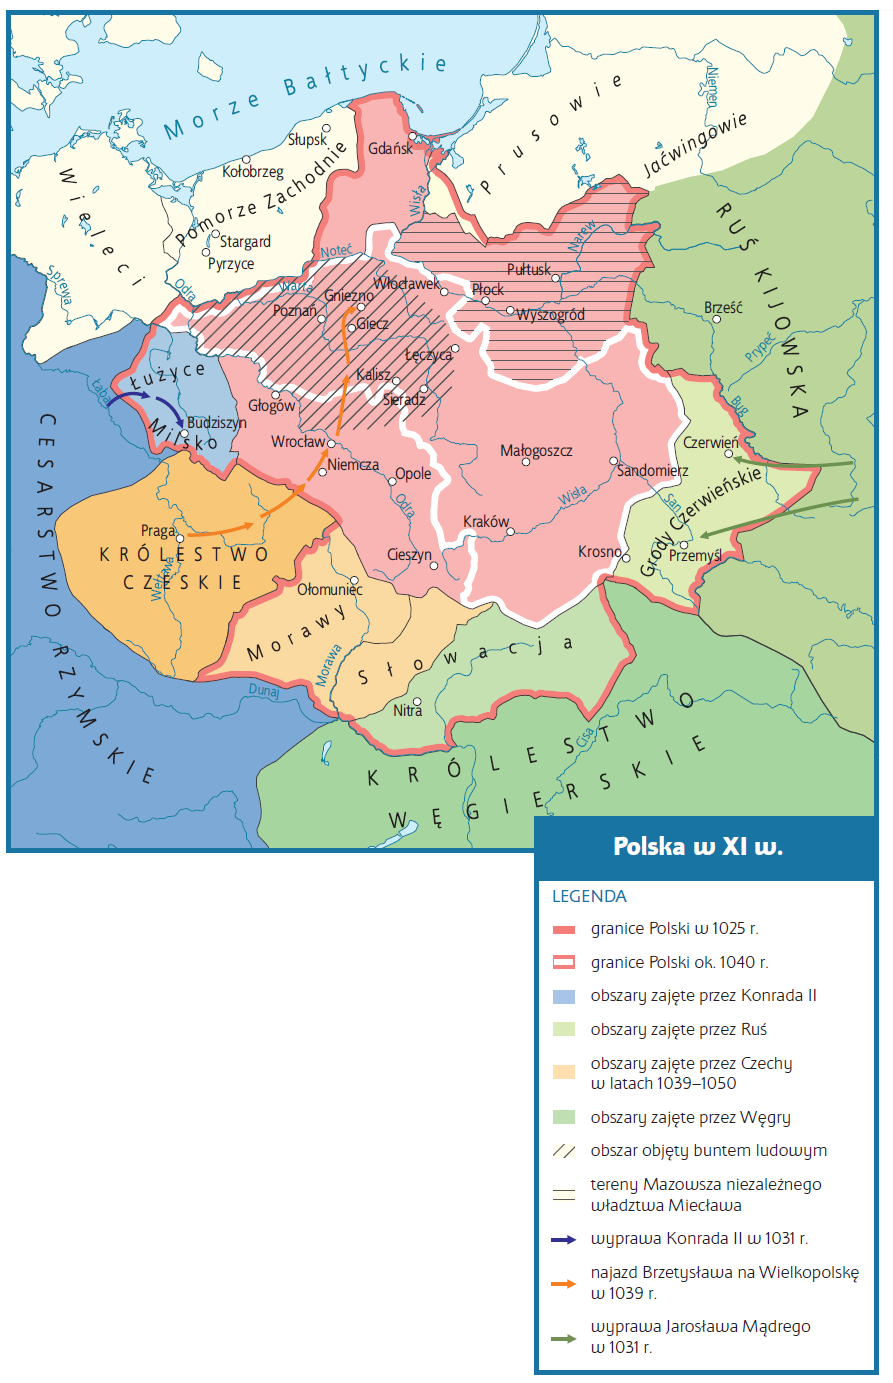 Morze Bałtyckie
Prusowie
Jaćwingowie
Niemen
Słupsk
Gdańsk
Kołobrzeg
Pomorze Zachodnie
Wieleci
Stargard
Pyrzyce
Wisła
Narew
RUŚ KIJOWSKA
Sprewa
Odra
Noteć
Warta
Gniezno
Włocławek
Pułtusk
Płock
Poznań
Giecz
Wyszogród
Brześć
Prypeć
Łęczyca
Łużyce
Kalisz
Sieradz
Łaba
Głogów
Bug
Budziszyn
Milsko
Wrocław
Czerwień
CESARSTWO RZYMSKIE
Niemcza
Opole
Małogoszcz
Sandomierz
Odra
Wisła
San
Grody Czerwieńskie
Praga
KRÓLESTWO
CZESKIE
Wełtawa
Kraków
Cieszyn
Krosno
Przemyśl
Ołomuniec
Morawy
Morawa
Słowacja
Dunaj
Nitra
Cisa
KRÓLESTWO
WĘGIERSKIE
Polska w XI w.
LEGENDA
granice Polski w 1025 r.
granice Polski ok. 1040 r.
obszary zajęte przez Konrada II
obszary zajęte przez Ruś
obszary zajęte przez Czechy
w latach 1039–1050
obszary zajęte przez Węgry
obszar objęty buntem ludowym
tereny Mazowsza niezależnego
władztwa Miecława
wyprawa Konrada II w 1031 r.
najazd Brzetysława na Wielkopolskę
w 1039 r.
wyprawa Jarosława Mądrego
w 1031 r.